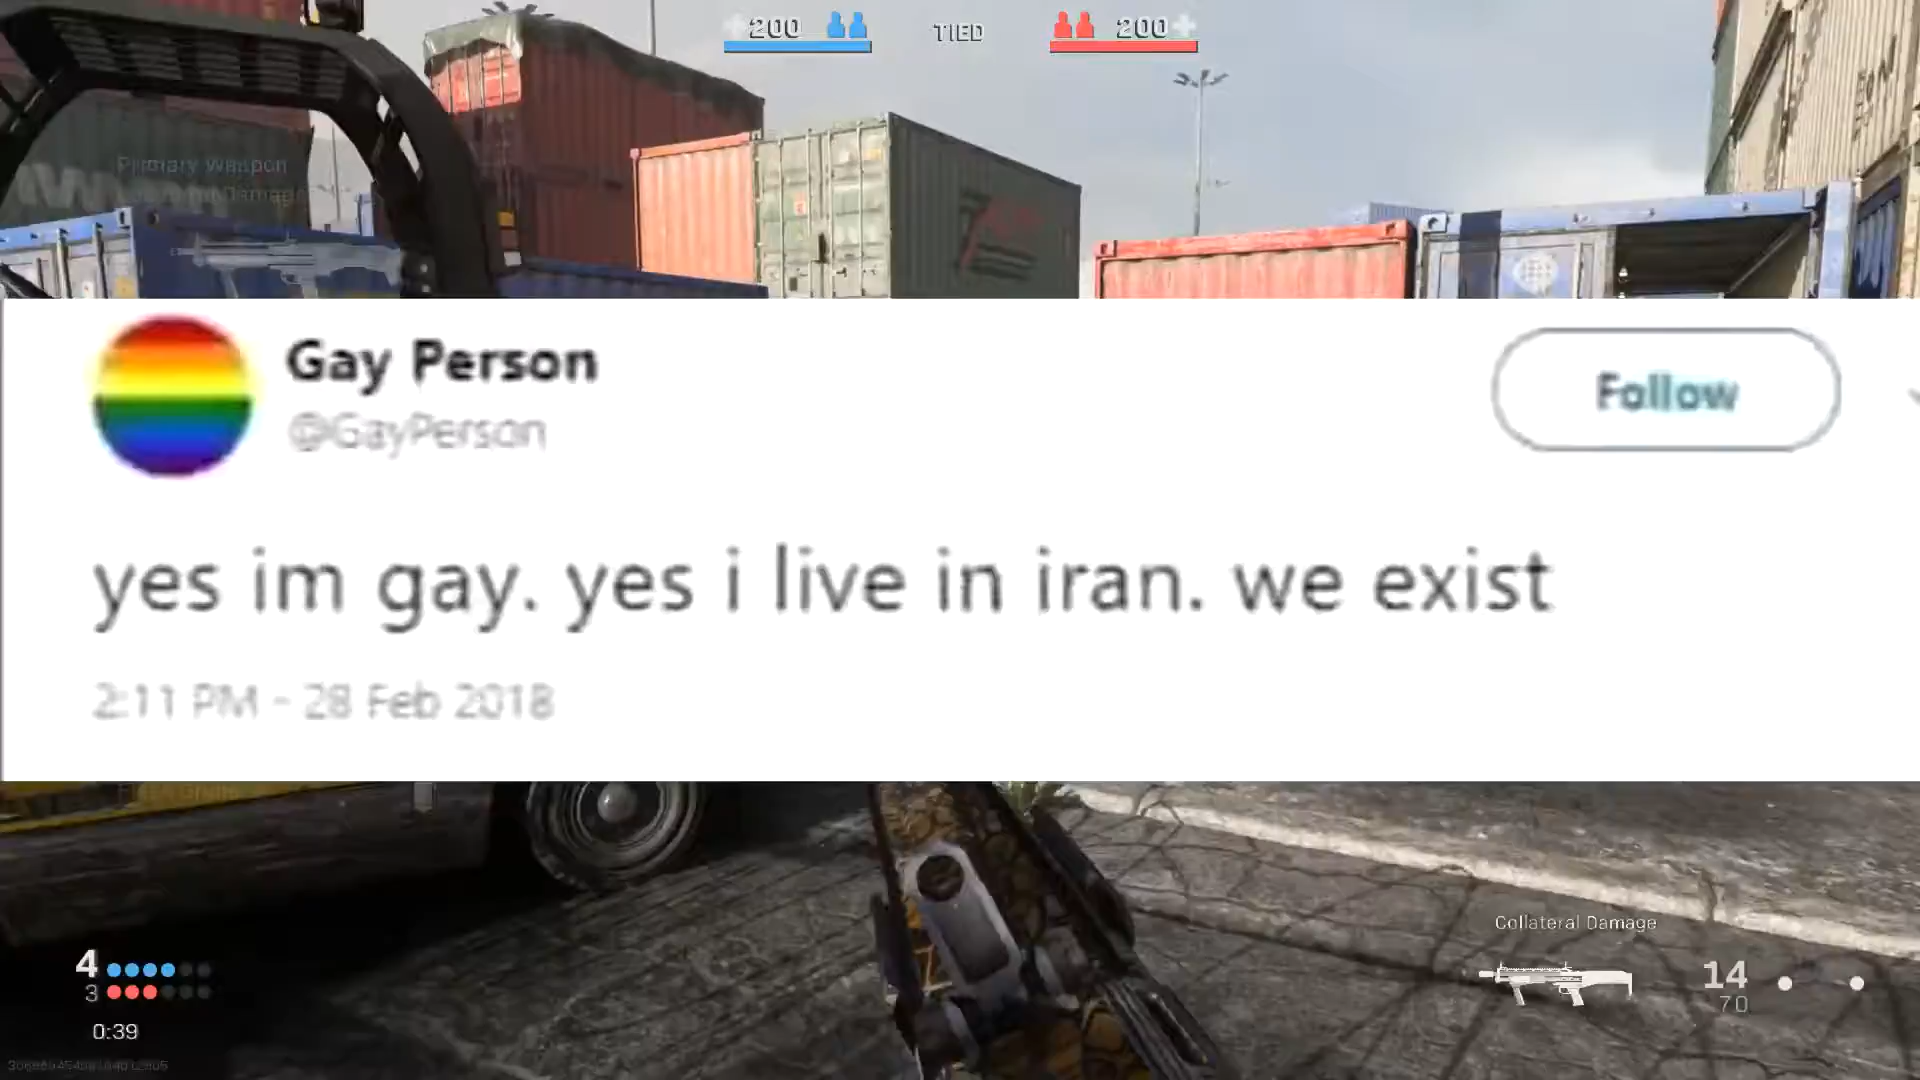 200 TIED 200
Primary Weapon
Damage
Gay Person
@GayPerson
Follow
yes im gay. yes i live in iran. we exist
2:11 PM - 28 Feb 2018
Collateral Damage
4
3
14
70
0:39